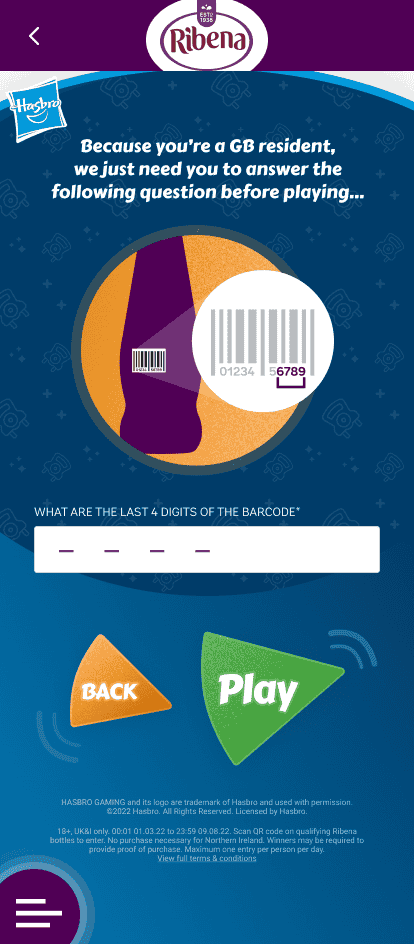 ESTD
1938
Ribena
Hasbro
Because you're a GB resident,
we just need you to answer the
following question before playing...
01234 56789
01234 56789
WHAT ARE THE LAST 4 DIGITS OF THE BARCODE*
BACK
Play
HASBRO GAMING and its logo are trademark of Hasbro and used with permission.
©2022 Hasbro. All Rights Reserved. Licensed by Hasbro.
18+, UK&I only. 00:01 01.03.22 to 23:59 09.08.22. Scan QR code on qualifying Ribena
bottles to enter. No purchase necessary for Northern Ireland. Winners may be required to
provide proof of purchase. Maximum one entry per person per day.
View full terms & conditions